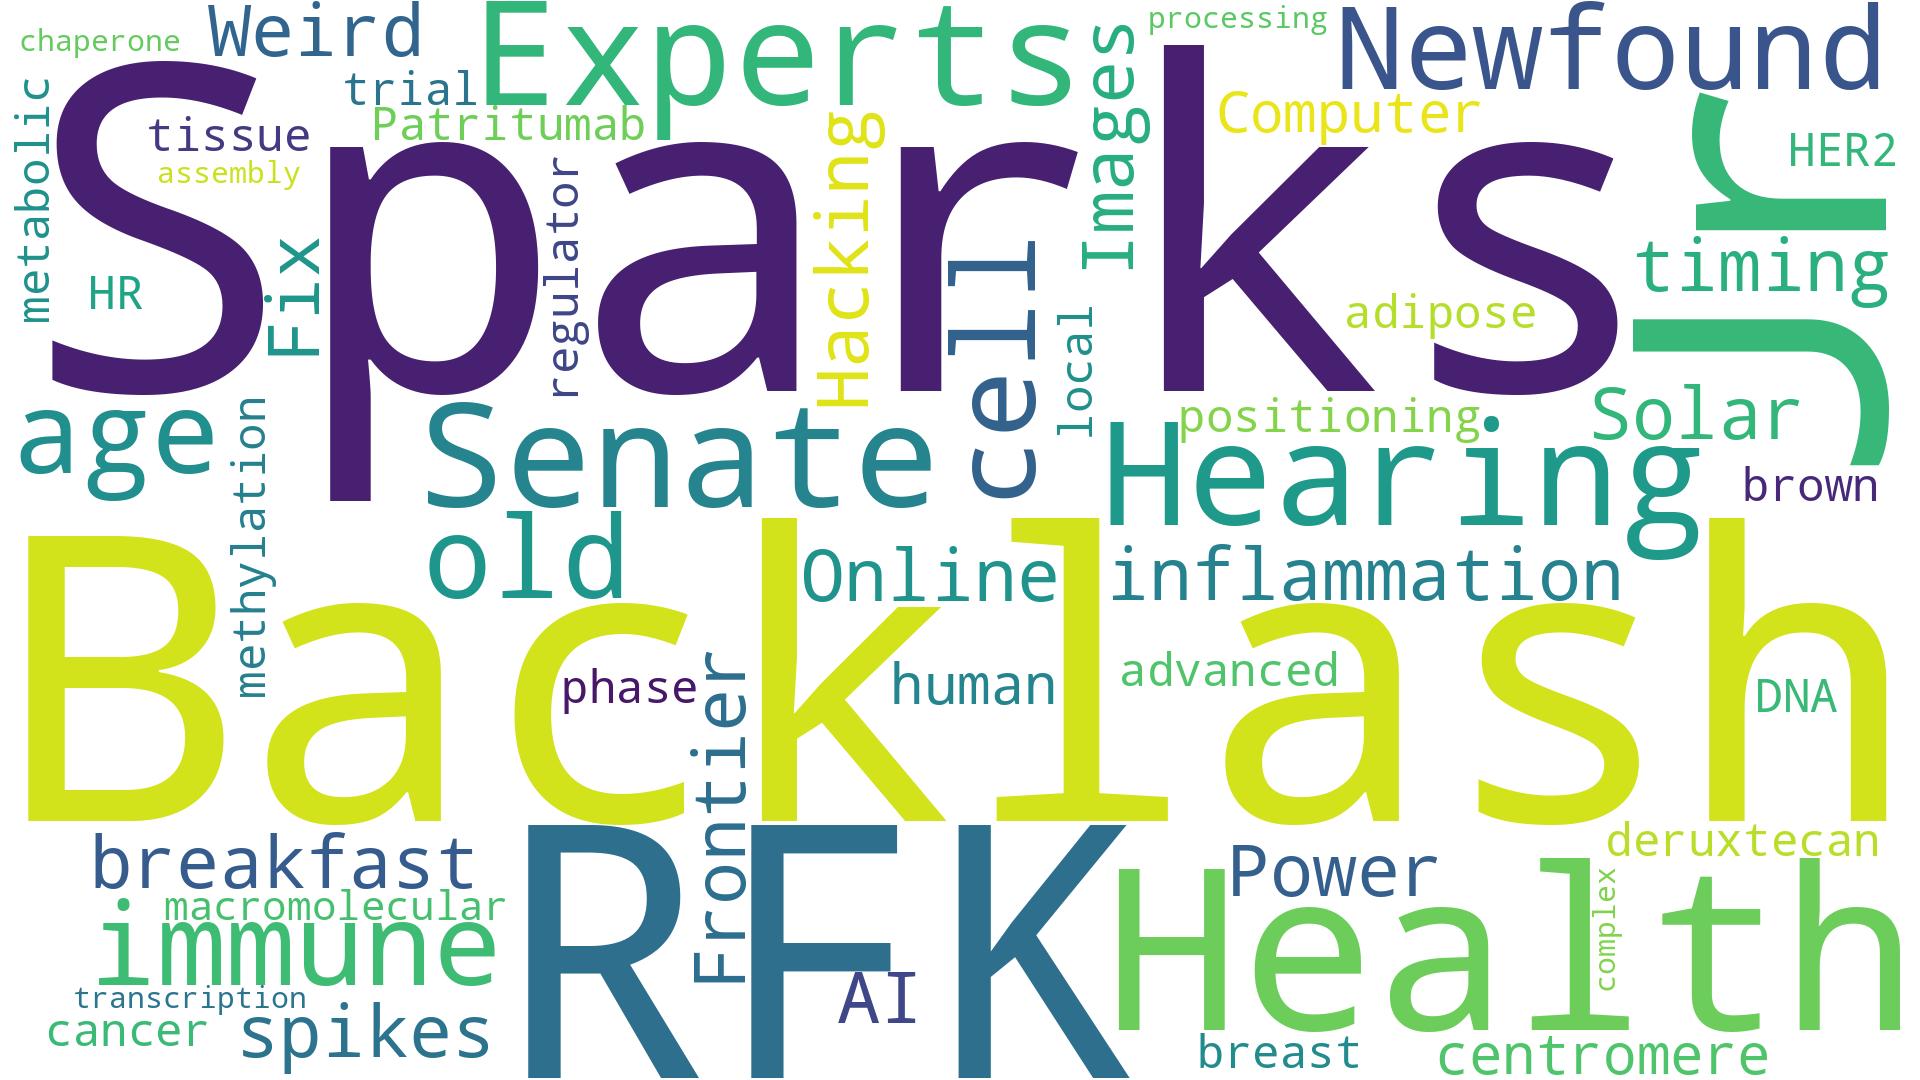 chaperone
Weird
Experts
processing
Newfound
trial
Patritumab
Images
Computer
metabolic
tissue
assembly
Sparks
Jr
HER2
HR
Fix
regulator
Hacking
cell
local
adipose
timing
age
methylation
Senate
positioning
Hearing
Solar
brown
old
Online
inflammation
Backlash
phase
Frontier
human
advanced
DNA
breakfast
macromolecular
immune
transcription
cancer
spikes
RFK
AI
Power
Health
complex
deruxtecan
breast
centromere